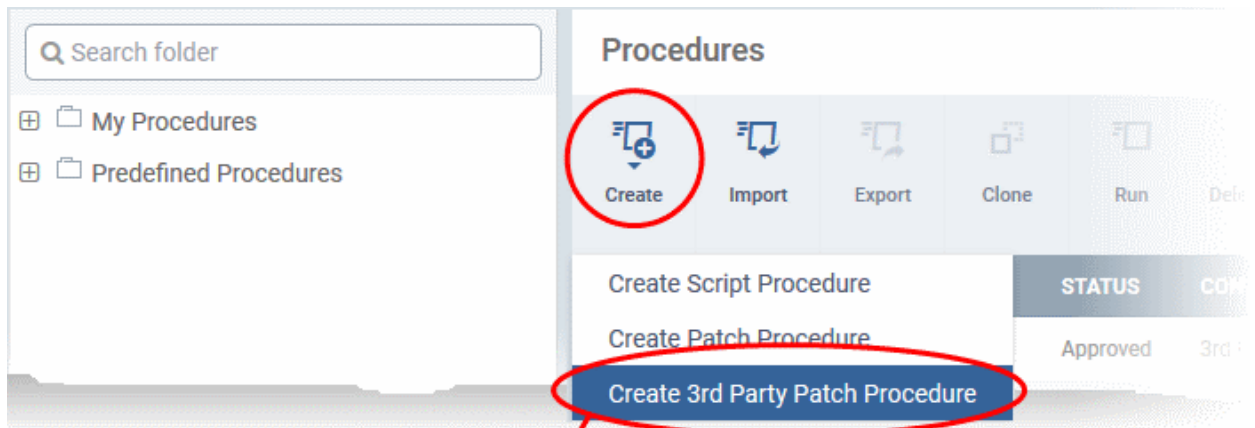 Search folder
My Procedures
Predefined Procedures
Procedures
Create
Import
Export
Clone
Run
Create Script Procedure
Create Patch Procedure
Create 3rd Party Patch Procedure
STATUS
Approved
3rd